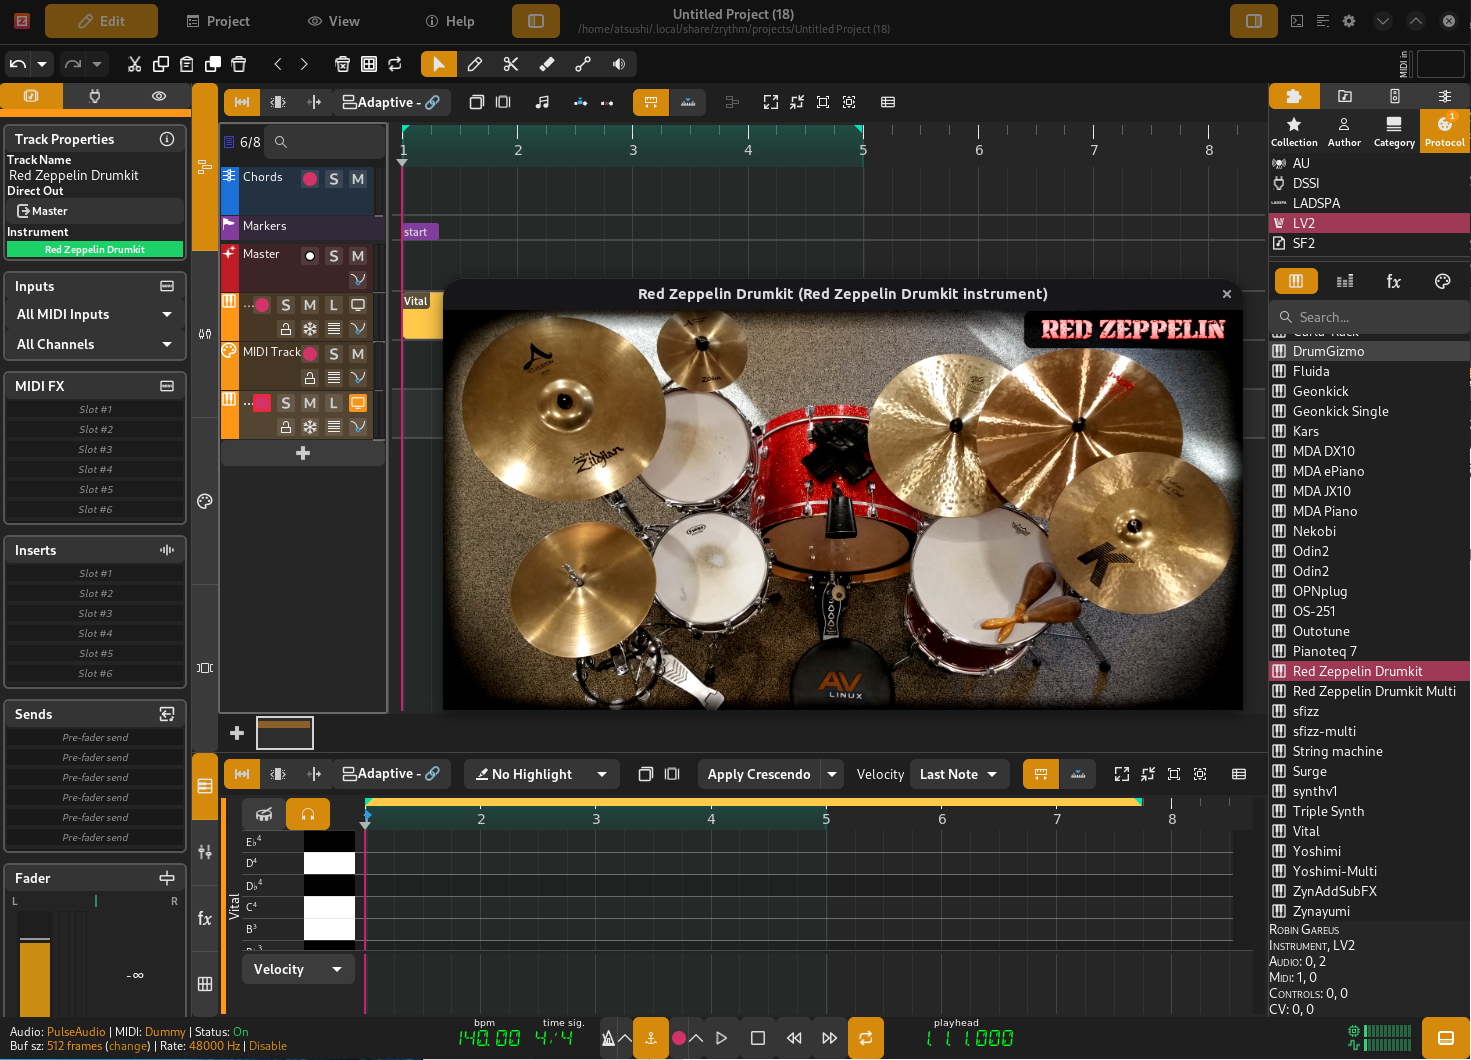 Edit
Project
View
Help
Untitled Project (18)
/home/atsushi/.local/share/zrythm/projects/Untitled Project (18)
MIDI in
Adaptive -
Track Properties
Track Name
Red Zeppelin Drumkit
Direct Out
Master
Instrument
Red Zeppelin Drumkit
Inputs
All MIDI Inputs
All Channels
MIDI FX
Slot #1
Slot #2
Slot #3
Slot #4
Slot #5
Slot #6
Inserts
Slot #1
Slot #2
Slot #3
Slot #4
Slot #5
Slot #6
Sends
Pre-fader send
Pre-fader send
Pre-fader send
Pre-fader send
Pre-fader send
Pre-fader send
Fader
L R
-∞
6/8
1 2 3 4 5 6 7 8
Chords S M
Markers
start
Master S M
... S M L
Vital
MIDI Track S M
... S M L
Red Zeppelin Drumkit (Red Zeppelin Drumkit instrument)
RED ZEPPELIN
A
Zildjian
AV
LINUX
Adaptive -
No Highlight
Apply Crescendo
Velocity
Last Note
2 3 4 5 6 7 8
Vital
E♭4
D4
D♭4
C4
B3
Velocity
Collection
Author
Category
Protocol
1
AU
DSSI
LADSPA
LV2
SF2
fx
Search...
DrumGizmo
Fluida
Geonkick
Geonkick Single
Kars
MDA DX10
MDA ePiano
MDA JX10
MDA Piano
Nekobi
Odin2
Odin2
OPNplug
OS-251
Outotune
Pianoteq 7
Red Zeppelin Drumkit
Red Zeppelin Drumkit Multi
sfizz
sfizz-multi
String machine
Surge
synthv1
Triple Synth
Vital
Yoshimi
Yoshimi-Multi
ZynAddSubFX
Zynayumi
Robin Gareus
Instrument, LV2
Audio: 0, 2
Midi: 1, 0
Controls: 0, 0
CV: 0, 0
fx
Audio: PulseAudio | MIDI: Dummy | Status: On
Buf sz: 512 frames (change) | Rate: 48000 Hz | Disable
bpm
140.00
time sig.
4/4
playhead
1.1.1.000